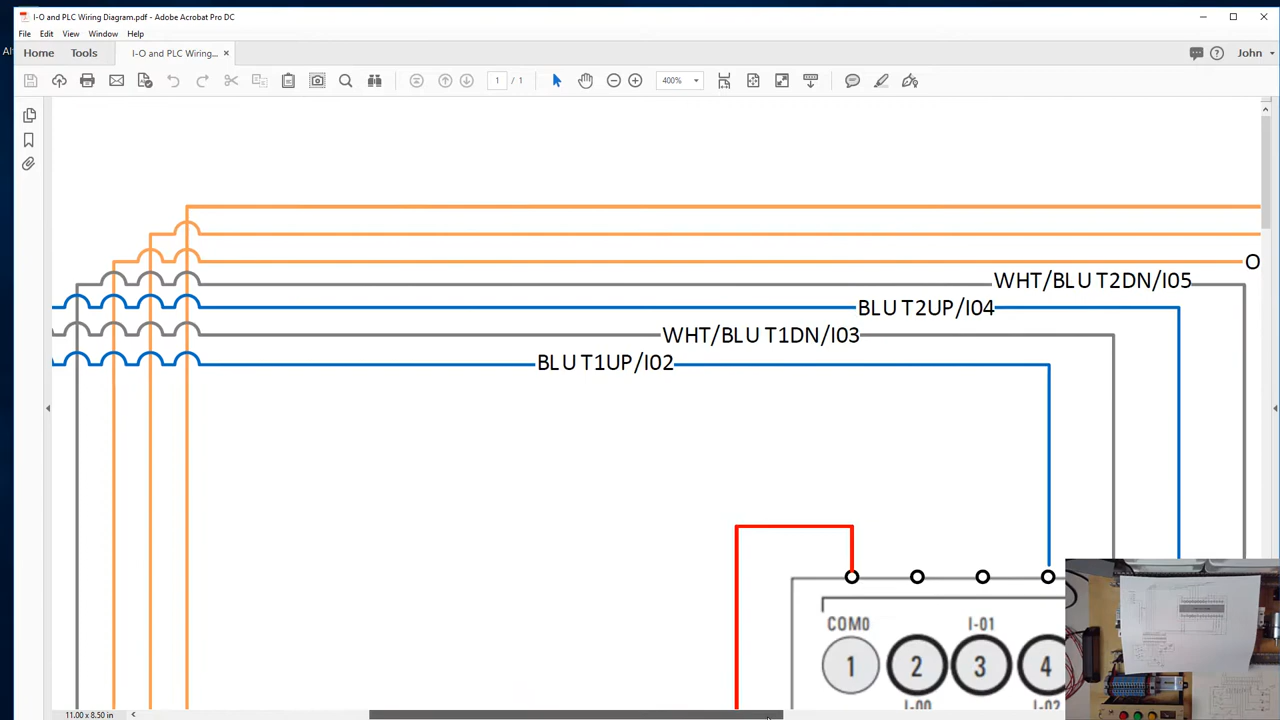 I-O and PLC Wiring Diagram.pdf - Adobe Acrobat Pro DC
File Edit View Window Help
Home Tools I-O and PLC Wiring... × John
1 / 1 400%
O
WHT/BLU T2DN/I05
BLU T2UP/I04
WHT/BLU T1DN/I03
BLU T1UP/I02
COM0 I-01
1 2 3 4
I-00 I-02
11.00 x 8.50 in